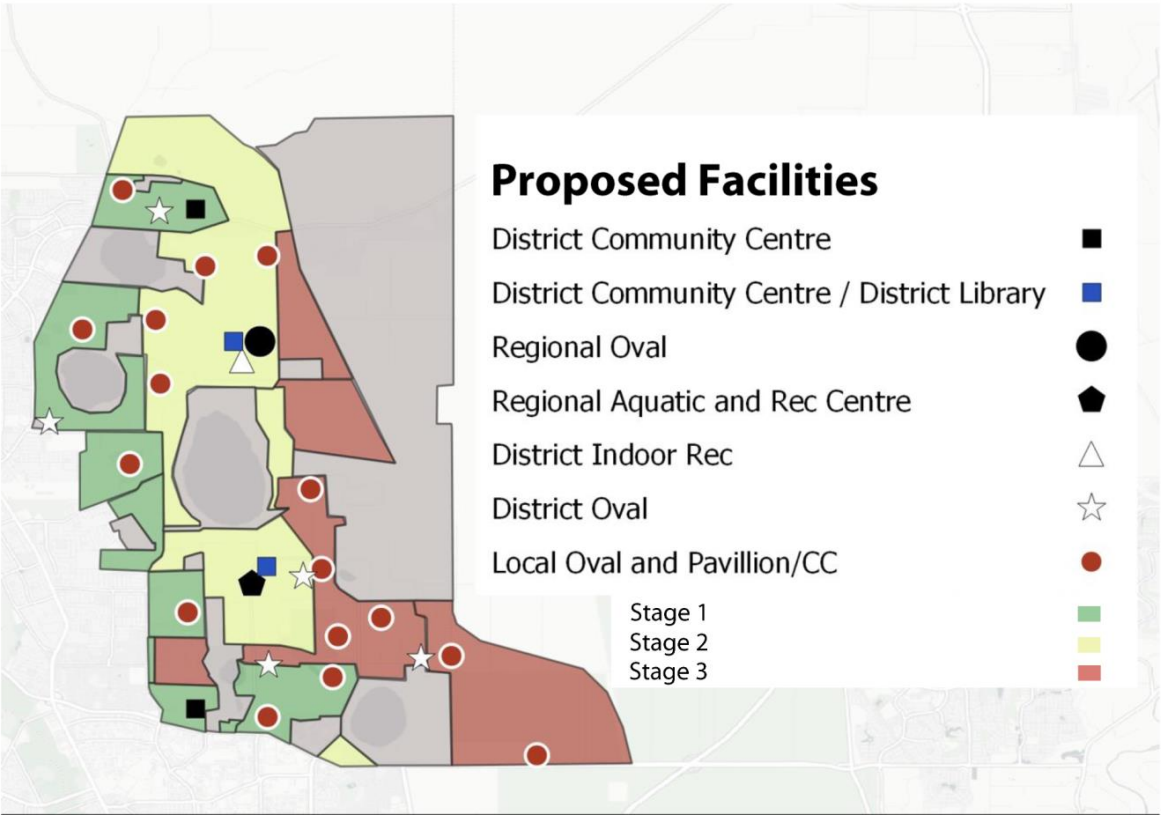 Proposed Facilities
District Community Centre
District Community Centre / District Library
Regional Oval
Regional Aquatic and Rec Centre
District Indoor Rec
District Oval
Local Oval and Pavillion/CC
Stage 1
Stage 2
Stage 3